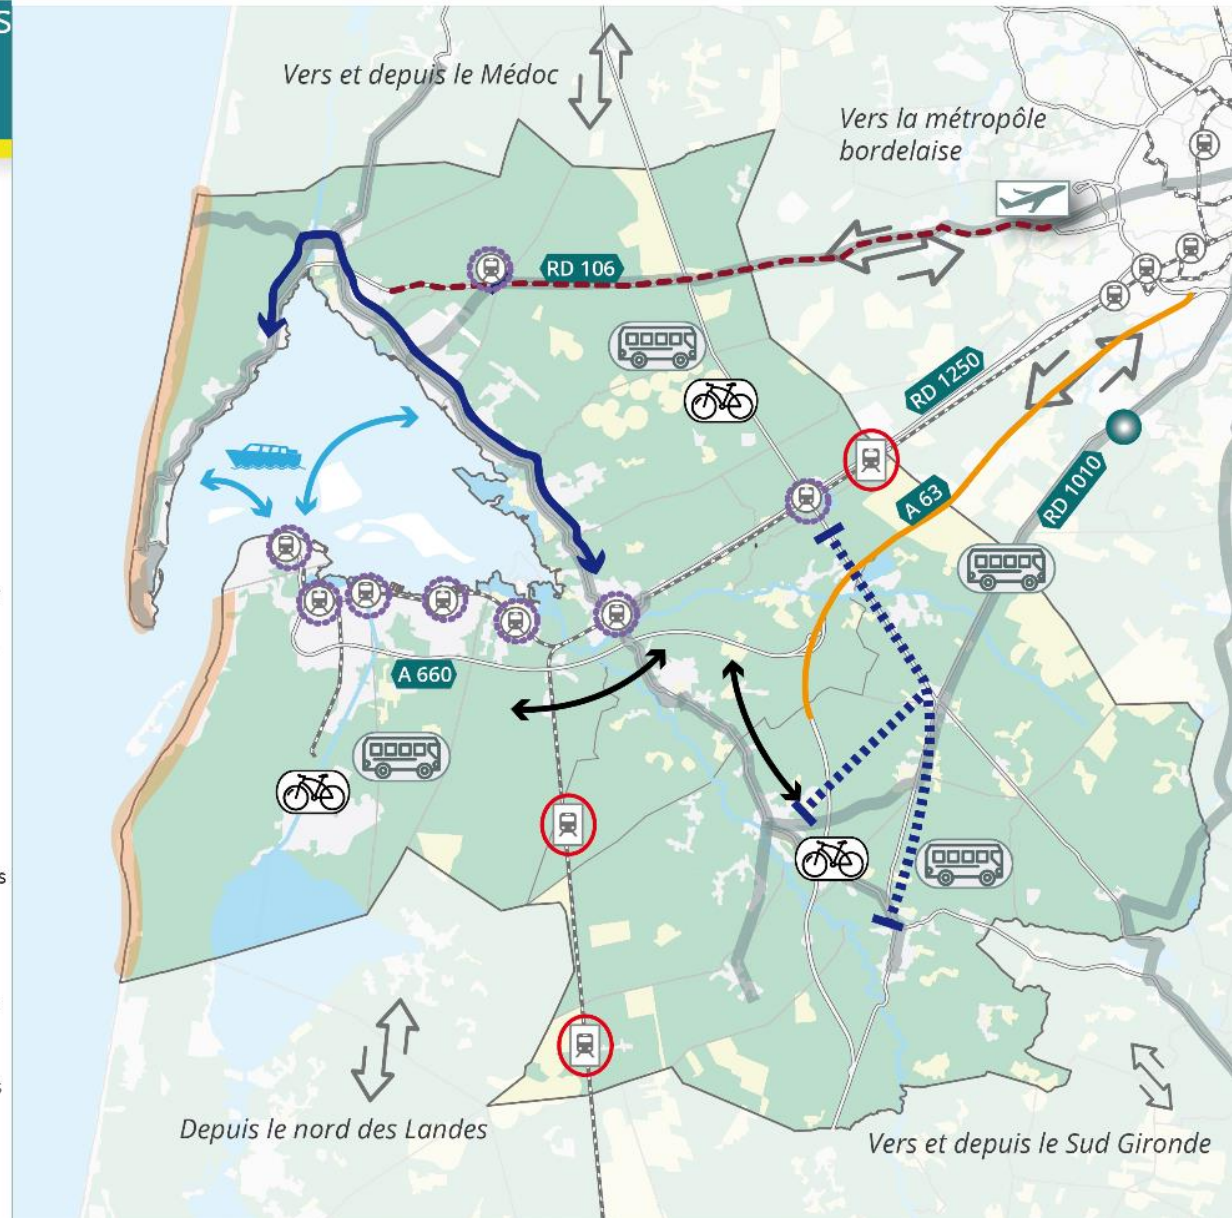 S
Vers et depuis le Médoc
Vers la métropôle
bordelaise
RD 106
RD 1250
A 63
RD 1010
A 660
s
s
Depuis le nord des Landes
Vers et depuis le Sud Gironde